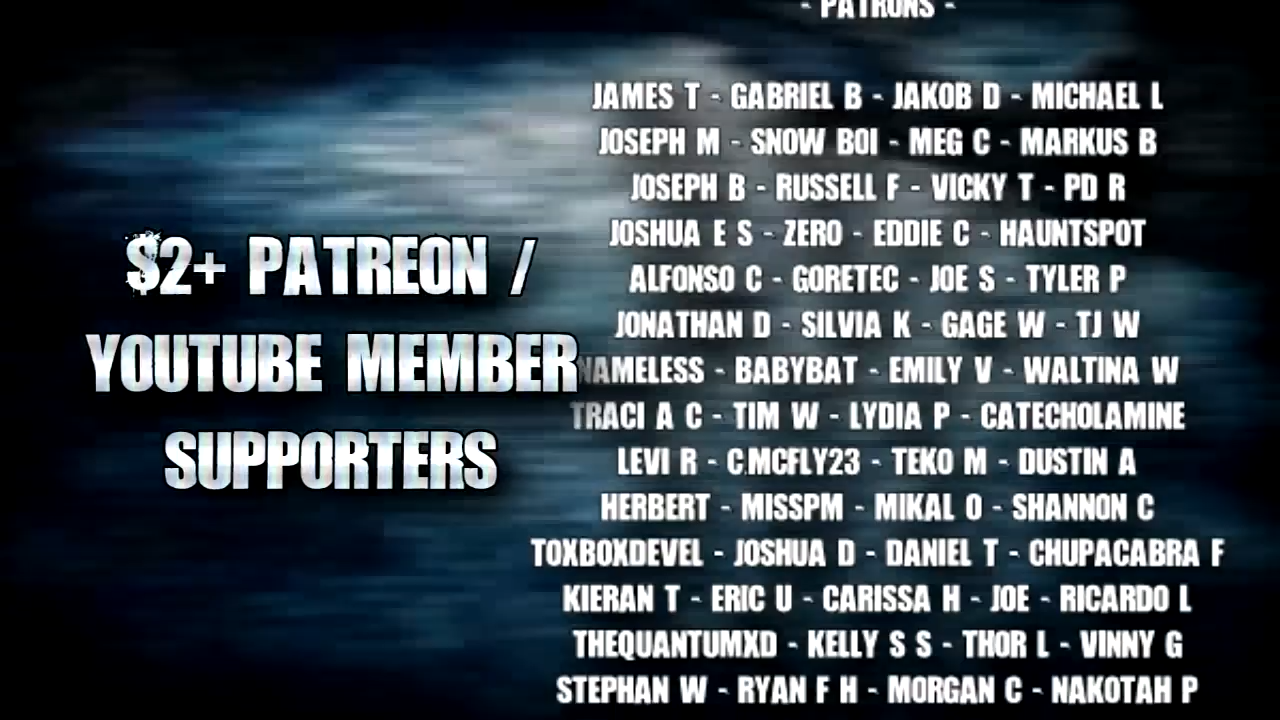 - PATRONS -
$2+ PATREON /
YOUTUBE MEMBER
SUPPORTERS
JAMES T - GABRIEL B - JAKOB D - MICHAEL L
JOSEPH M - SNOW BOI - MEG C - MARKUS B
JOSEPH B - RUSSELL F - VICKY T - PD R
JOSHUA E S - ZERO - EDDIE C - HAUNTSPOT
ALFONSO C - GORETEC - JOE S - TYLER P
JONATHAN D - SILVIA K - GAGE W - TJ W
NAMELESS - BABYBAT - EMILY V - WALTINA W
TRACI A C - TIM W - LYDIA P - CATECHOLAMINE
LEVI R - C.MCFLY23 - TEKO M - DUSTIN A
HERBERT - MISSPM - MIKAL O - SHANNON C
TOXBOXDEVEL - JOSHUA D - DANIEL T - CHUPACABRA F
KIERAN T - ERIC U - CARISSA H - JOE - RICARDO L
THEQUANTUMXD - KELLY S S - THOR L - VINNY G
STEPHAN W - RYAN F H - MORGAN C - NAKOTAH P